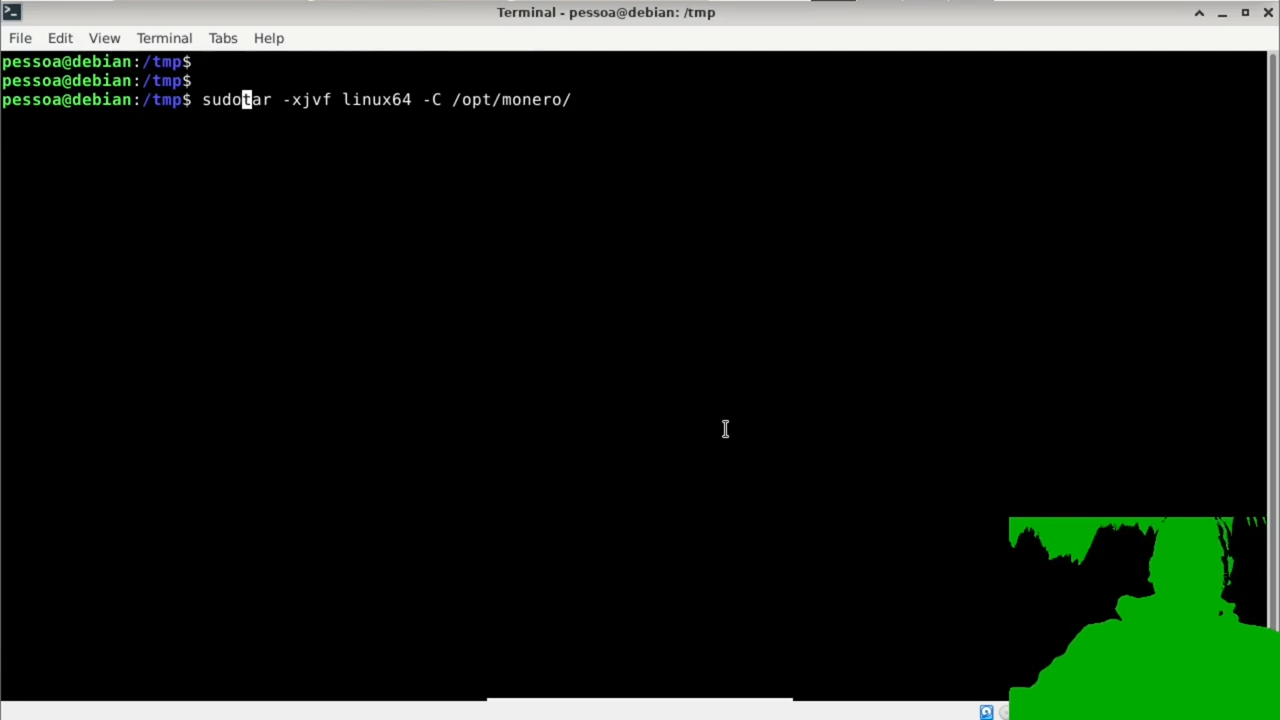 Terminal - pessoa@debian: /tmp
File Edit View Terminal Tabs Help
pessoa@debian:/tmp$
pessoa@debian:/tmp$
pessoa@debian:/tmp$ sudotar -xjvf linux64 -C /opt/monero/